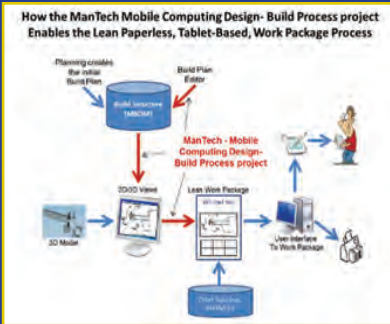 How the ManTech Mobile Computing Design- Build Process project
Enables the Lean Paperless, Tablet-Based, Work Package Process
Planning creates
the initial
Build Plan
Build Plan
Editor
Build Structure
ManTech - Mobile
Computing Design-
Build Process project
2D/3D Views
Lean Work Package
3D Model
User Interface
To Work Package